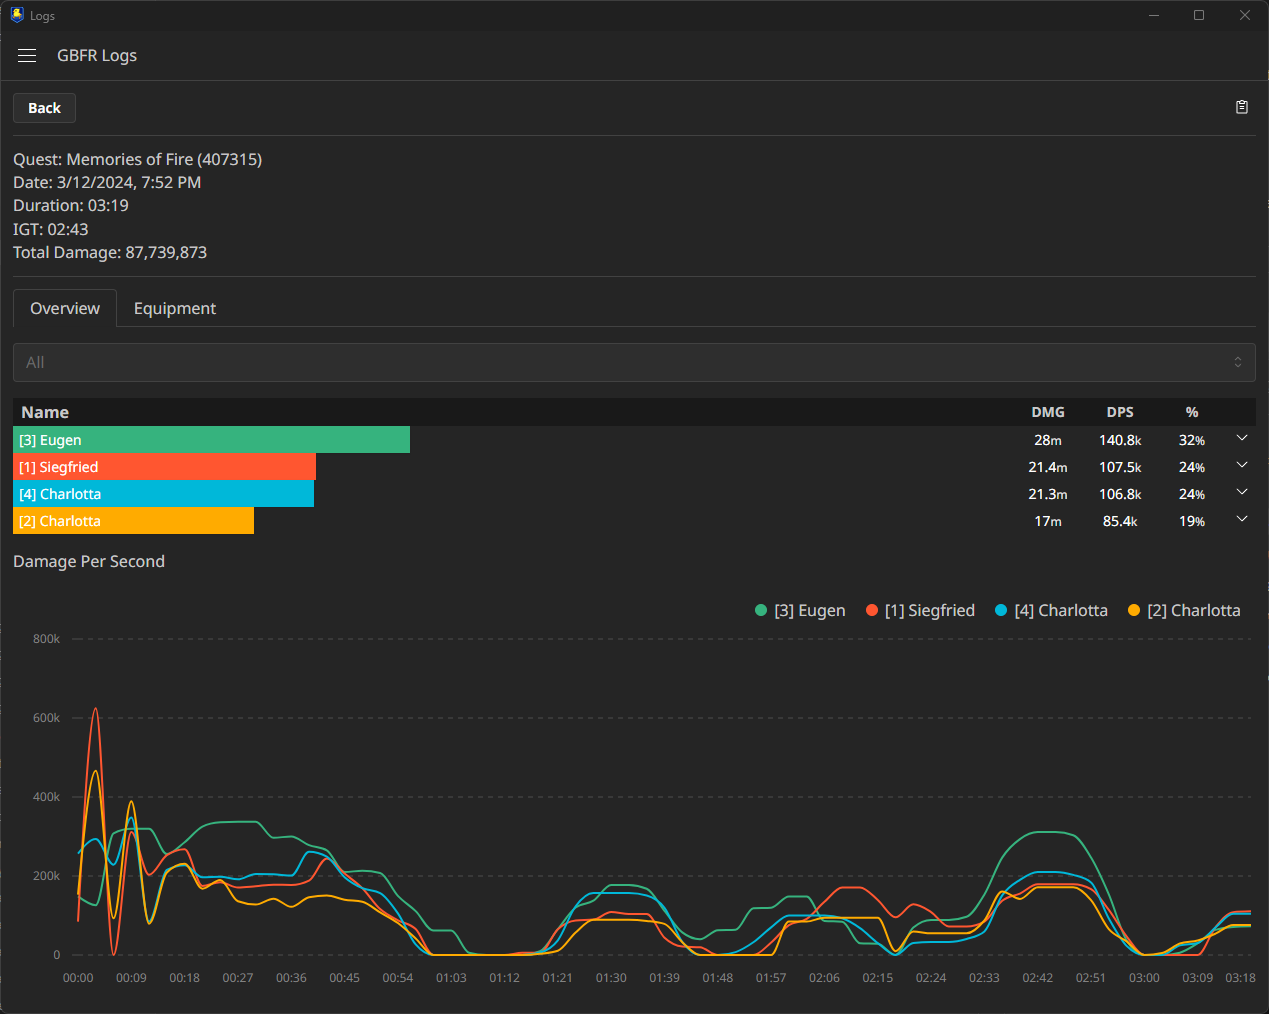 Logs
GBFR Logs
Back
Quest: Memories of Fire (407315)
Date: 3/12/2024, 7:52 PM
Duration: 03:19
IGT: 02:43
Total Damage: 87,739,873
Overview Equipment
All
Name DMG DPS %
[3] Eugen 28m 140.8k 32%
[1] Siegfried 21.4m 107.5k 24%
[4] Charlotta 21.3m 106.8k 24%
[2] Charlotta 17m 85.4k 19%
Damage Per Second
[3] Eugen [1] Siegfried [4] Charlotta [2] Charlotta
800k
600k
400k
200k
0
00:00 00:09 00:18 00:27 00:36 00:45 00:54 01:03 01:12 01:21 01:30 01:39 01:48 01:57 02:06 02:15 02:24 02:33 02:42 02:51 03:00 03:09 03:18